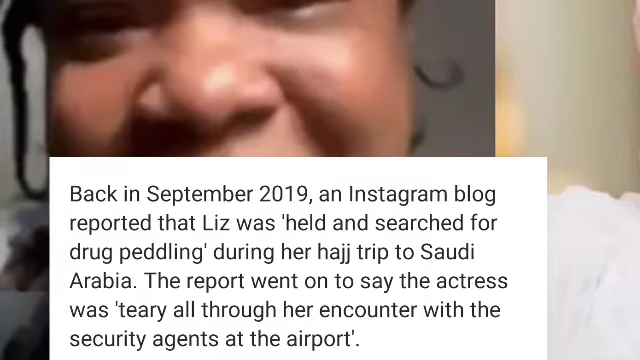 Back in September 2019, an Instagram blog
reported that Liz was 'held and searched for
drug peddling' during her hajj trip to Saudi
Arabia. The report went on to say the actress
was 'teary all through her encounter with the
security agents at the airport'.